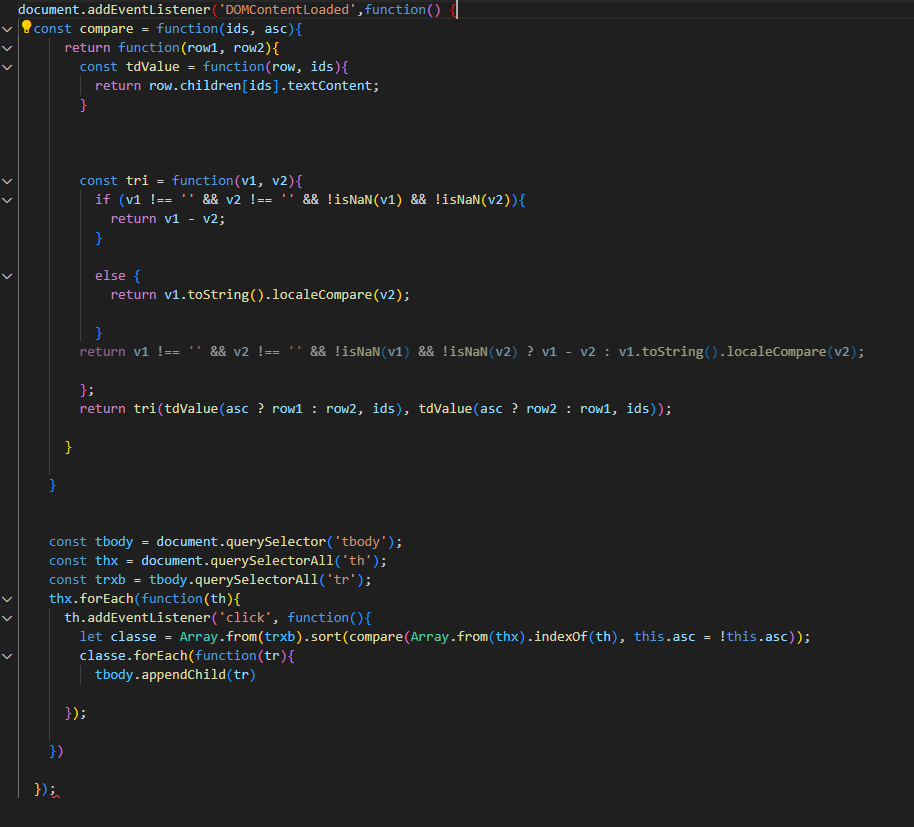 document.addEventListener('DOMContentLoaded',function() {
const compare = function(ids, asc){
return function(row1, row2){
const tdValue = function(row, ids){
return row.children[ids].textContent;
}
const tri = function(v1, v2){
if (v1 !== '' && v2 !== '' && !isNaN(v1) && !isNaN(v2)){
return v1 - v2;
}
else {
return v1.toString().localeCompare(v2);
}
return v1 !== '' && v2 !== '' && !isNaN(v1) && !isNaN(v2) ? v1 - v2 : v1.toString().localeCompare(v2);
};
return tri(tdValue(asc ? row1 : row2, ids), tdValue(asc ? row2 : row1, ids));
}
}
const tbody = document.querySelector('tbody');
const thx = document.querySelectorAll('th');
const trxb = tbody.querySelectorAll('tr');
thx.forEach(function(th){
th.addEventListener('click', function(){
let classe = Array.from(trxb).sort(compare(Array.from(thx).indexOf(th), this.asc = !this.asc));
classe.forEach(function(tr){
tbody.appendChild(tr)
});
})
});